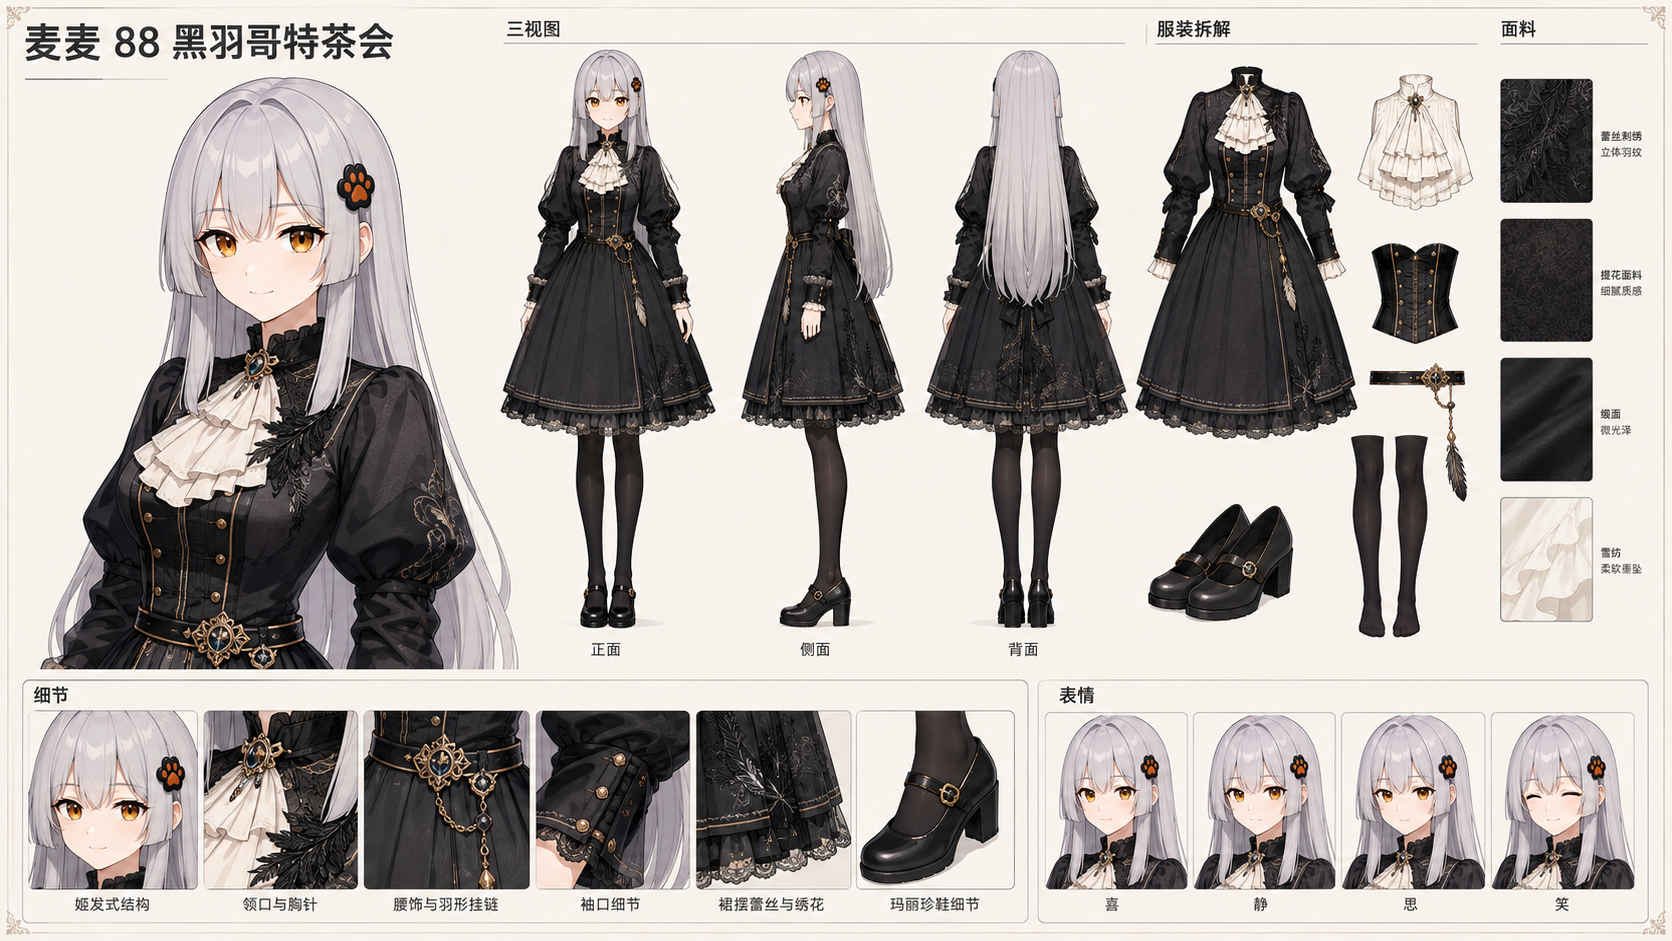 麦麦 88 黑羽哥特茶会
三视图
正面
侧面
背面
服装拆解
面料
蕾丝刺绣
立体羽纹
提花面料
细腻质感
缎面
微光泽
雪纺
柔软垂坠
细节
姬发式结构
领口与胸针
腰饰与羽形挂链
袖口细节
裙摆蕾丝与绣花
玛丽珍鞋细节
表情
喜
静
思
笑